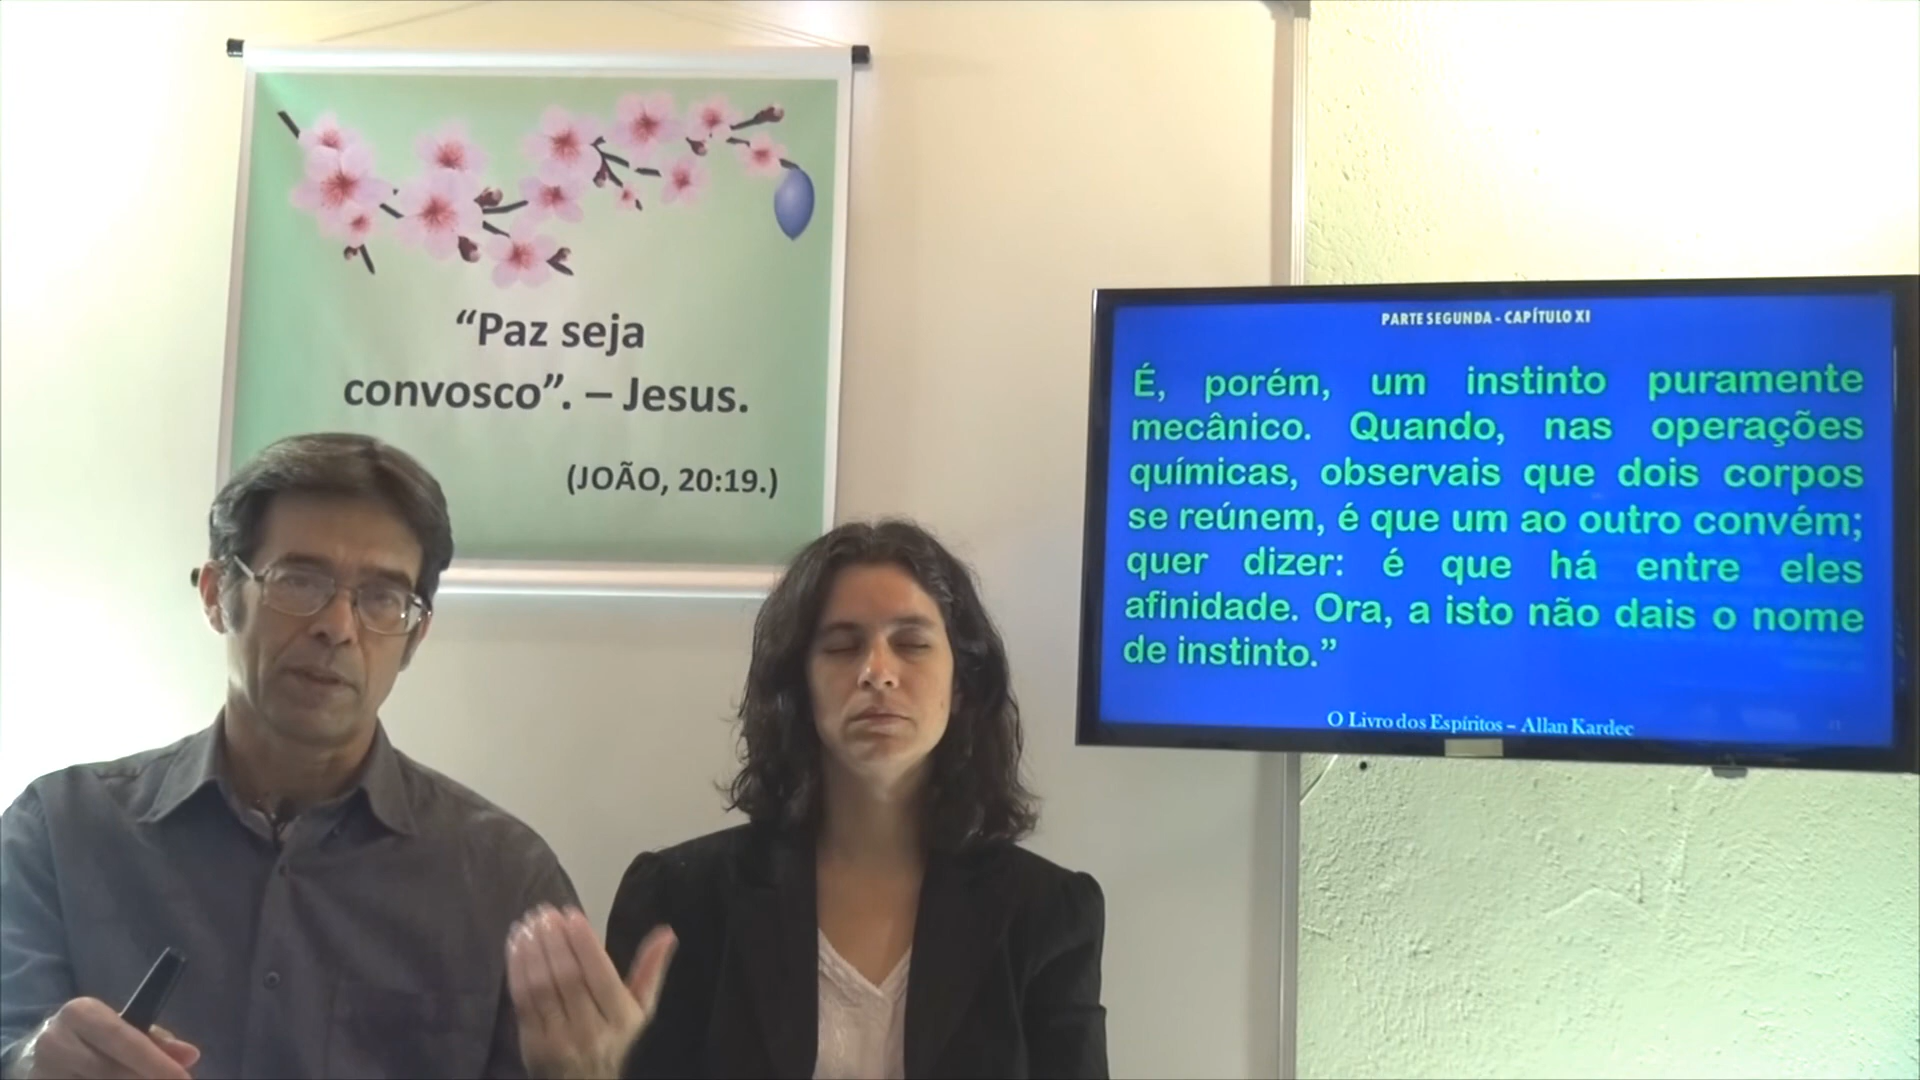 “Paz seja
convosco”. – Jesus.
(JOÃO, 20:19.)
PARTE SEGUNDA - CAPÍTULO XI
É, porém, um instinto puramente
mecânico. Quando, nas operações
químicas, observais que dois corpos
se reúnem, é que um ao outro convém;
quer dizer: é que há entre eles
afinidade. Ora, a isto não dais o nome
de instinto.”
O Livro dos Espíritos – Allan Kardec